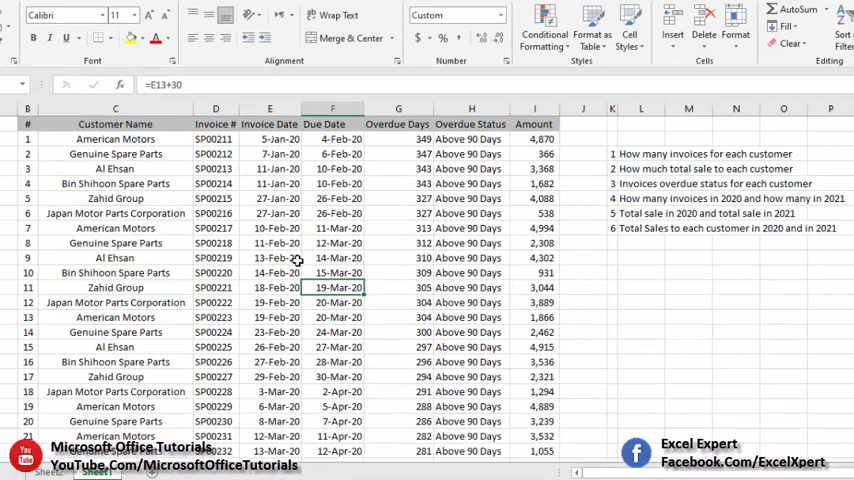 Calibri 11 A A Wrap Text Custom AutoSum
B I U A Merge & Center $ % Conditional Formatting Format as Table Cell Styles Insert Delete Format Fill Clear Sort Filter
Font Alignment Number Styles Cells Editing
fx =E13+30
B C D E F G H I J K L M N O P
# Customer Name Invoice # Invoice Date Due Date Overdue Days Overdue Status Amount
1 American Motors SP00211 5-Jan-20 4-Feb-20 349 Above 90 Days 4,870
2 Genuine Spare Parts SP00212 7-Jan-20 6-Feb-20 347 Above 90 Days 366 1 How many invoices for each customer
3 Al Ehsan SP00213 11-Jan-20 10-Feb-20 343 Above 90 Days 3,368 2 How much total sale to each customer
4 Bin Shihoon Spare Parts SP00214 11-Jan-20 10-Feb-20 343 Above 90 Days 1,682 3 Invoices overdue status for each customer
5 Zahid Group SP00215 27-Jan-20 26-Feb-20 327 Above 90 Days 4,088 4 How many invoices in 2020 and how many in 2021
6 Japan Motor Parts Corporation SP00216 27-Jan-20 26-Feb-20 327 Above 90 Days 538 5 Total sale in 2020 and total sale in 2021
7 American Motors SP00217 10-Feb-20 11-Mar-20 313 Above 90 Days 4,994 6 Total Sales to each customer in 2020 and in 2021
8 Genuine Spare Parts SP00218 11-Feb-20 12-Mar-20 312 Above 90 Days 2,308
9 Al Ehsan SP00219 13-Feb-20 14-Mar-20 310 Above 90 Days 4,302
10 Bin Shihoon Spare Parts SP00220 14-Feb-20 15-Mar-20 309 Above 90 Days 931
11 Zahid Group SP00221 18-Feb-20 19-Mar-20 305 Above 90 Days 3,044
12 Japan Motor Parts Corporation SP00222 19-Feb-20 20-Mar-20 304 Above 90 Days 3,889
13 American Motors SP00223 19-Feb-20 20-Mar-20 304 Above 90 Days 1,866
14 Genuine Spare Parts SP00224 23-Feb-20 24-Mar-20 300 Above 90 Days 2,462
15 Al Ehsan SP00225 26-Feb-20 27-Mar-20 297 Above 90 Days 4,915
16 Bin Shihoon Spare Parts SP00226 27-Feb-20 28-Mar-20 296 Above 90 Days 3,536
17 Zahid Group SP00227 29-Feb-20 30-Mar-20 294 Above 90 Days 2,321
18 Japan Motor Parts Corporation SP00228 3-Mar-20 2-Apr-20 291 Above 90 Days 1,294
19 American Motors SP00229 6-Mar-20 5-Apr-20 288 Above 90 Days 4,889
20 Genuine Spare Parts SP00230 8-Mar-20 7-Apr-20 286 Above 90 Days 3,239
21 American Motors SP00231 12-Mar-20 11-Apr-20 282 Above 90 Days 3,532
Genuine Spare Parts SP00232 13-Mar-20 12-Apr-20 281 Above 90 Days 1,055
You Tube
Microsoft Office Tutorials
YouTube.Com/MicrosoftOfficeTutorials
f Excel Expert
Facebook.Com/ExcelXpert
Sheet2 Sheet1